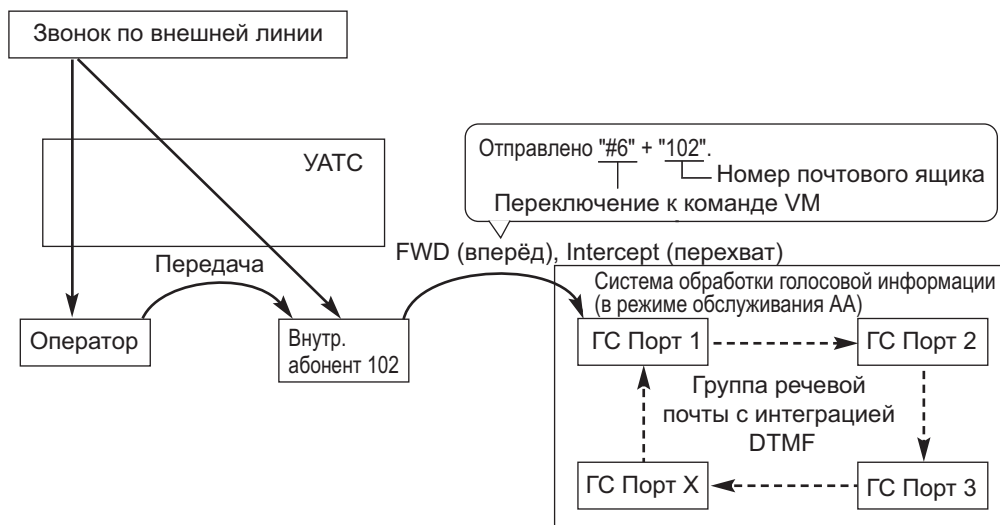 Звонок по внешней линии
УАТС
Отправлено "#6" + "102".
Номер почтового ящика
Переключение к команде VM
FWD (вперёд), Intercept (перехват)
Передача
Система обработки голосовой информации
(в режиме обслуживания АА)
Оператор
Внутр.
абонент 102
ГС Порт 1
ГС Порт 2
Группа речевой
почты с интеграцией
DTMF
ГС Порт X
ГС Порт 3